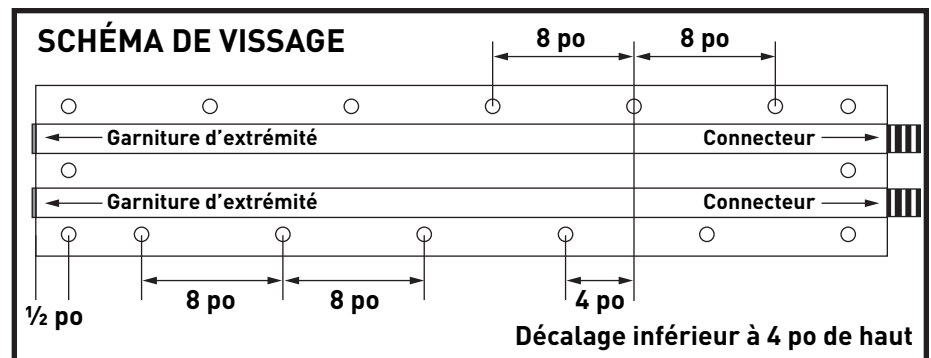 SCHÉMA DE VISSAGE
8 po 8 po
Garniture d'extrémité Connecteur
Garniture d'extrémité Connecteur
½ po 8 po 8 po 4 po
Décalage inférieur à 4 po de haut